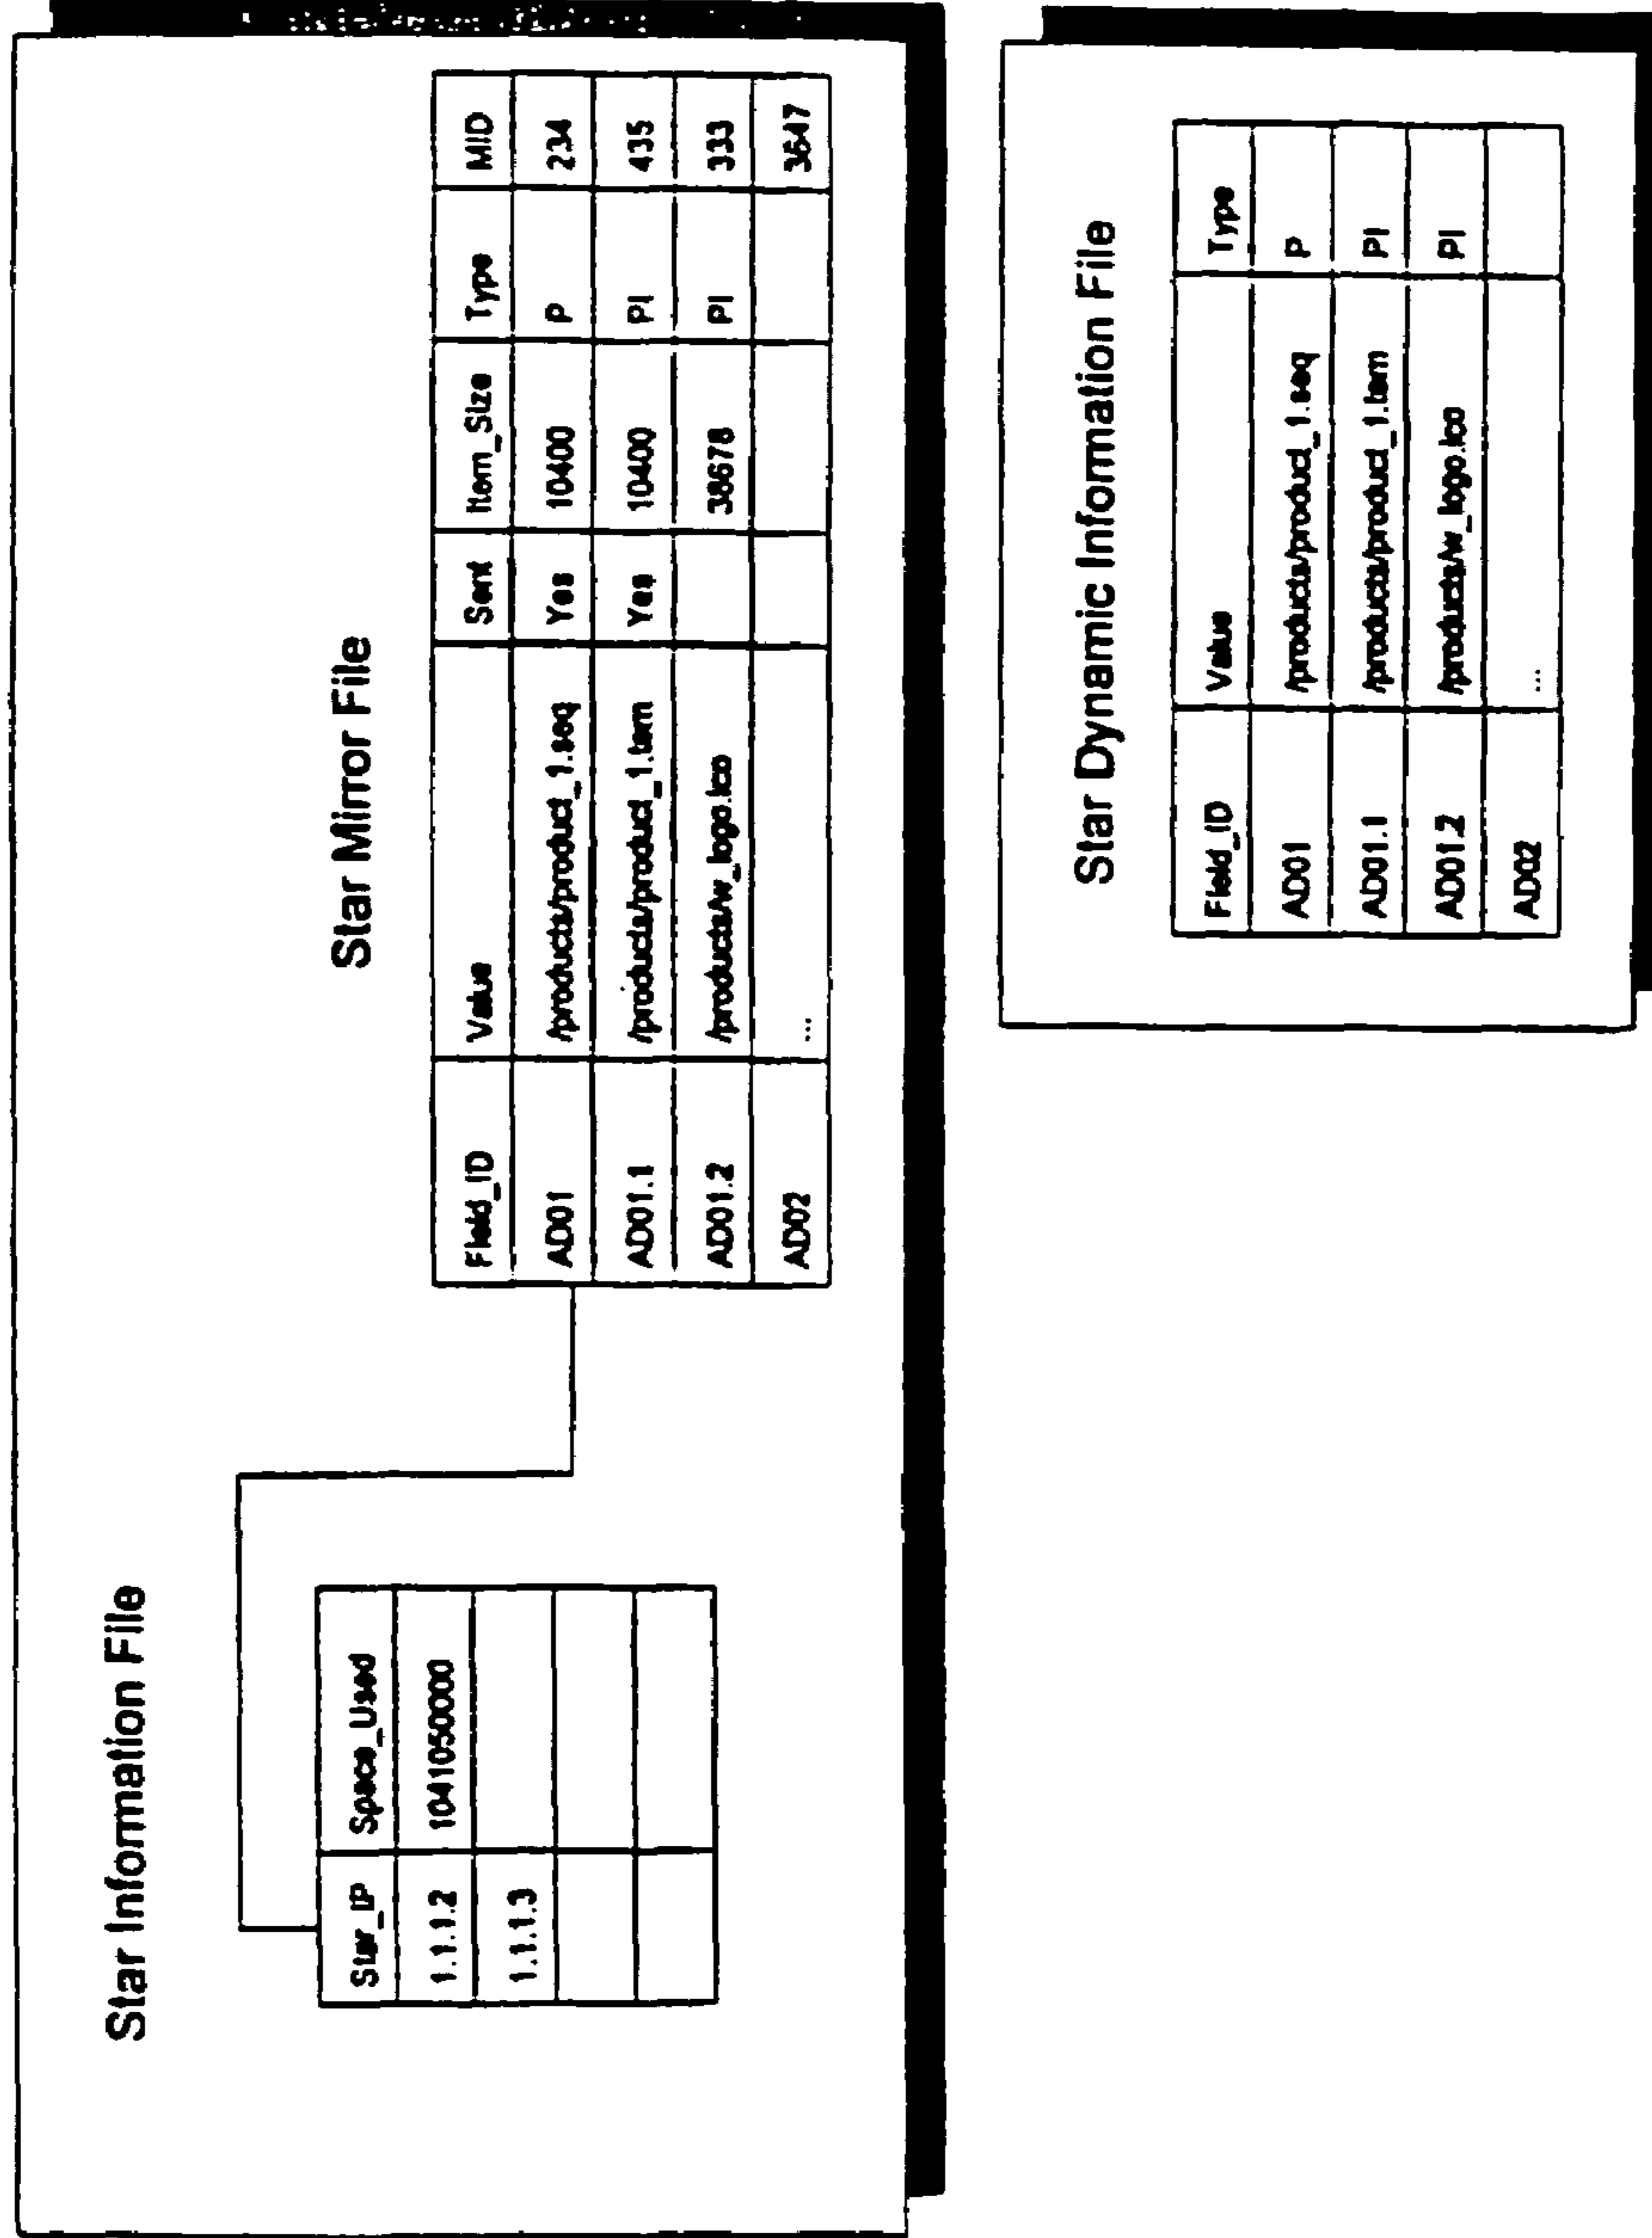 Star Information File
Star_IP Space_Used
1.1.1.2 1041050000
1.1.1.3
Star Mirror File
Field_ID Value Sent Item_Size Type MID
AD01 /products/product_1.seq Yes 10400 P 234
AD01.1 /products/product_1.tem Yes 10400 PI 435
AD01.2 /products/w_logo.ico 38678 PI 333
AD02 ... 3647
Star Dynamic Information File
Field_ID Value Type
AD01 /products/product_1.seq P
AD01.1 /products/product_1.tem PI
AD01.2 /products/w_logo.ico PI
AD02 ...